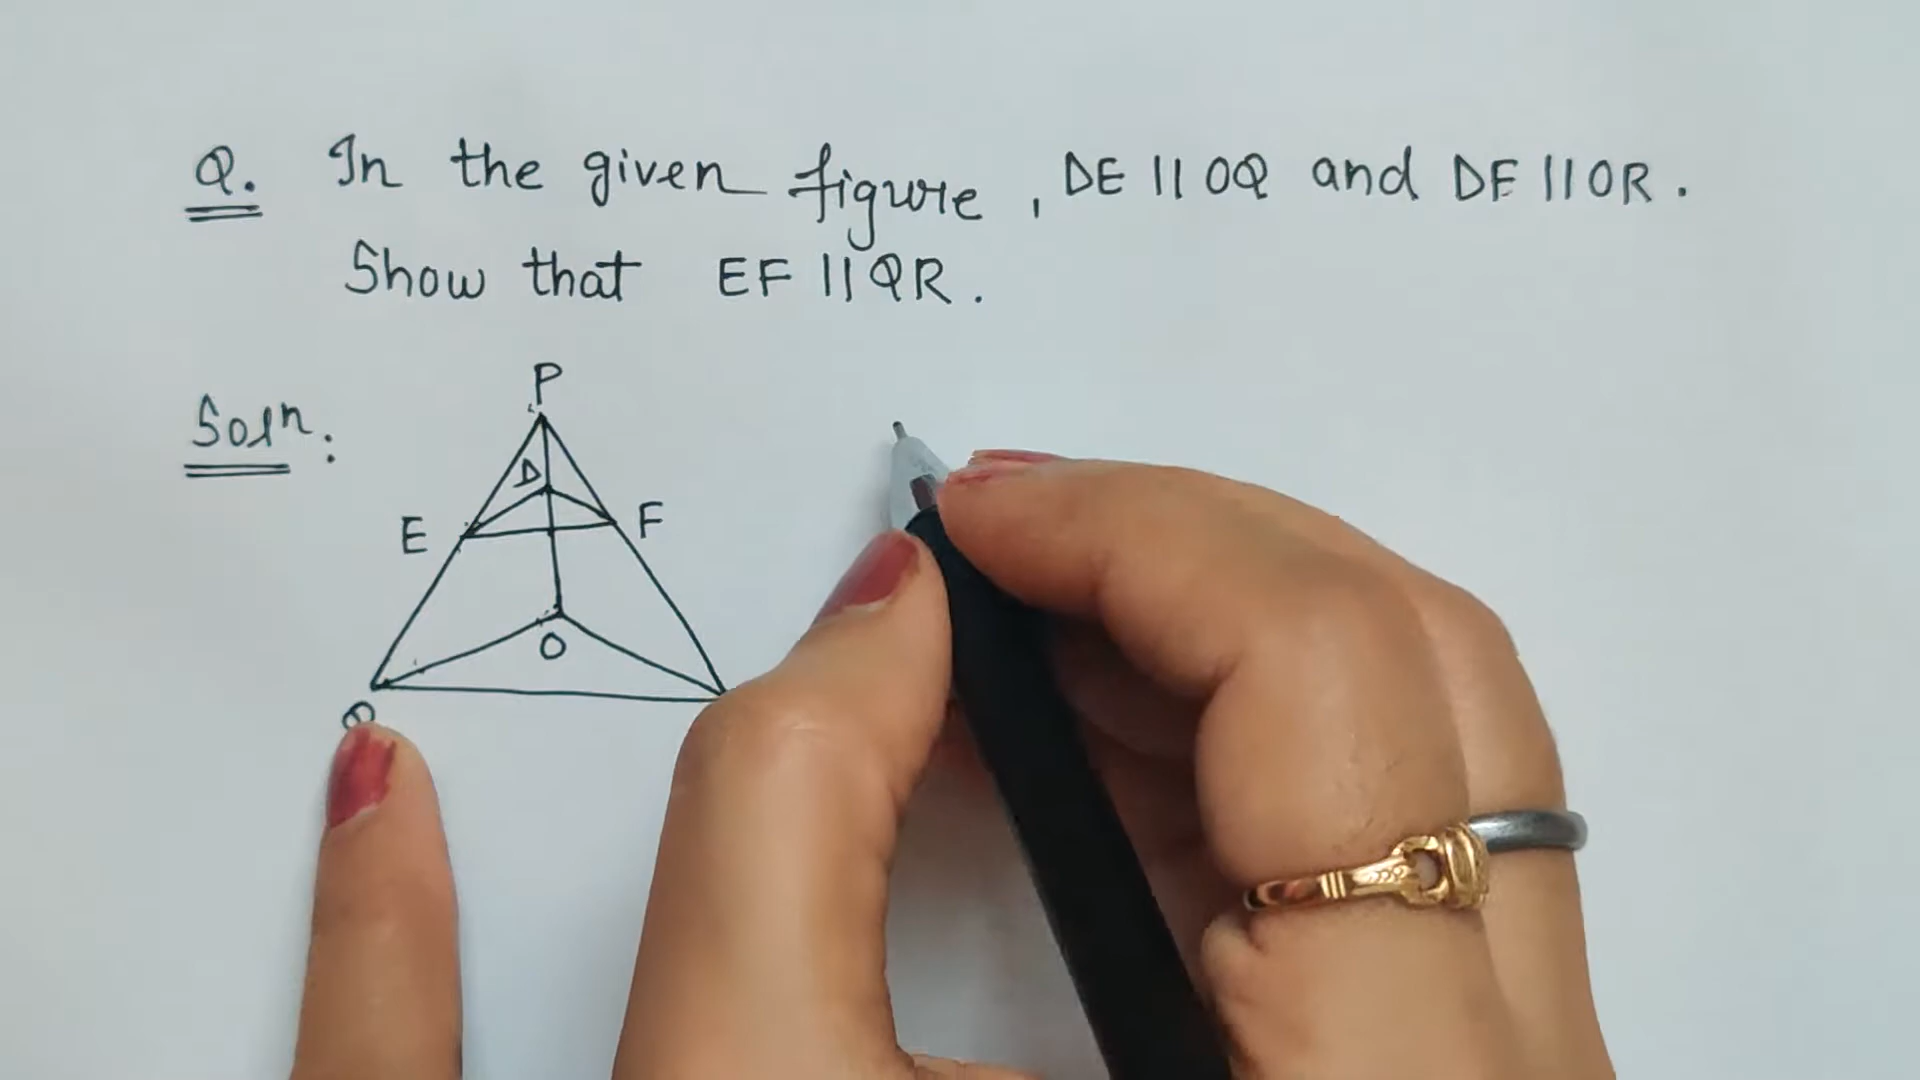 Q. In the given figure, DE || OQ and DF || OR.
Show that EF || QR.
Soln:
P
D
E
F
O
Q